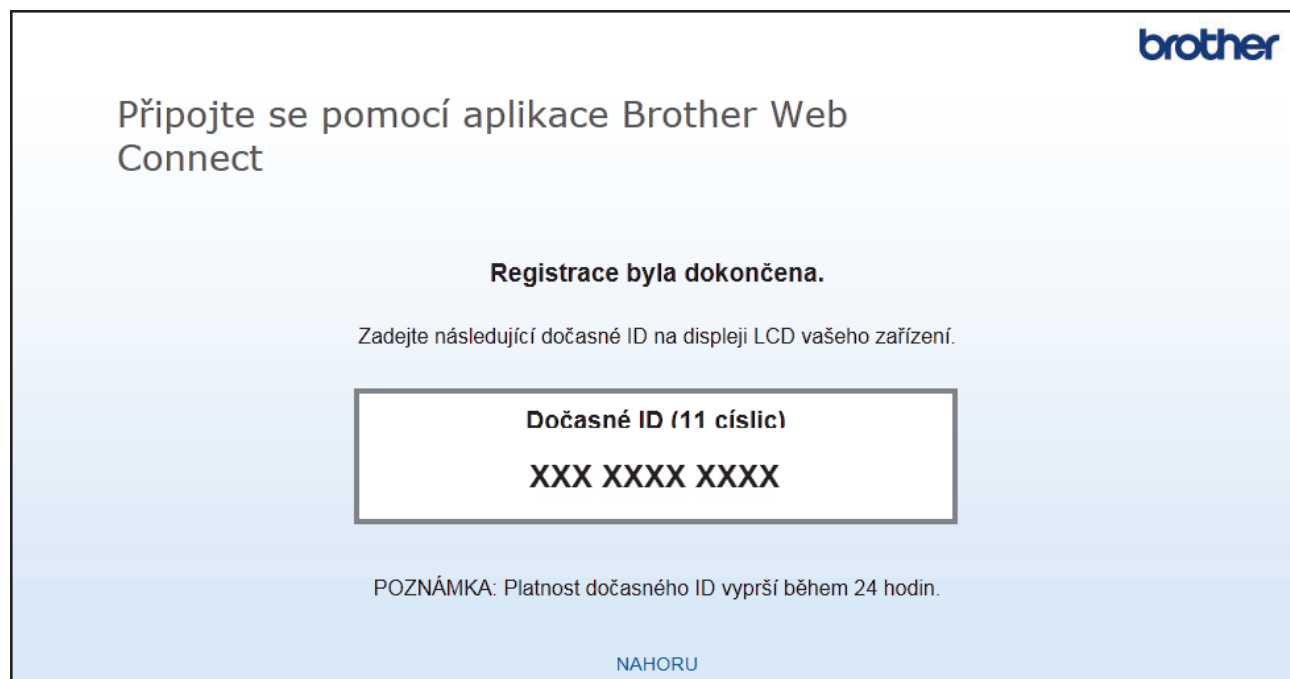 brother
Připojte se pomocí aplikace Brother Web
Connect
Registrace byla dokončena.
Zadejte následující dočasné ID na displeji LCD vašeho zařízení.
Dočasné ID (11 císlic)
XXX XXXX XXXX
POZNÁMKA: Platnost dočasného ID vyprší během 24 hodin.
NAHORU